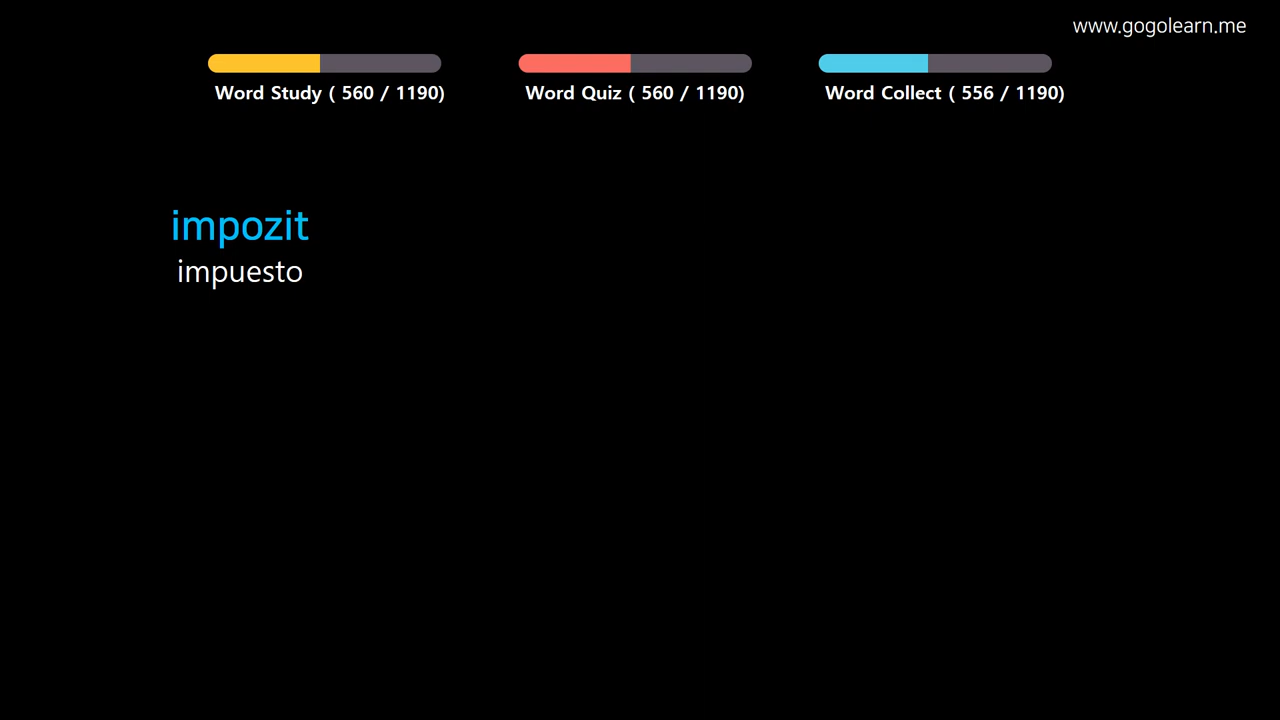 www.gogolearn.me
Word Study ( 560 / 1190)
Word Quiz ( 560 / 1190)
Word Collect ( 556 / 1190)
impozit
impuesto